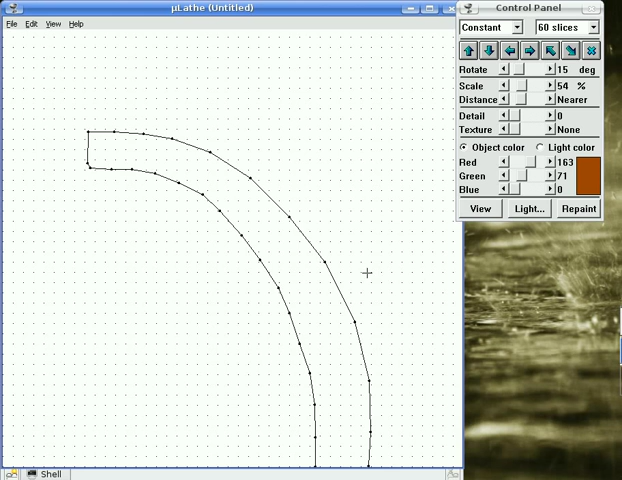 µLathe (Untitled)
File Edit View Help
Shell
Control Panel
Constant 60 slices
Rotate 15 deg
Scale 54 %
Distance Nearer
Detail 0
Texture None
Object color Light color
Red 163
Green 71
Blue 0
View Light... Repaint